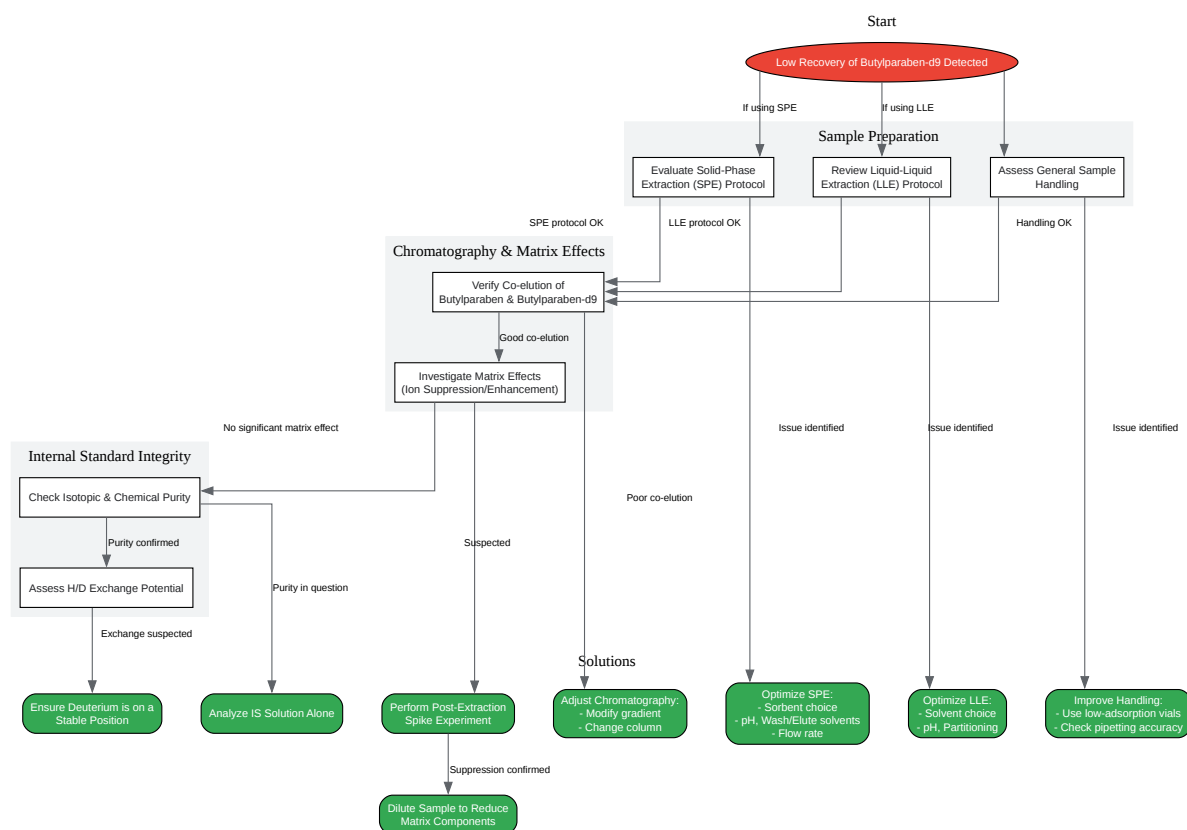 Start
Low Recovery of Butylparaben-d9 Detected
If using SPE
If using LLE
Sample Preparation
Evaluate Solid-Phase
Extraction (SPE) Protocol
Review Liquid-Liquid
Extraction (LLE) Protocol
Assess General Sample
Handling
SPE protocol OK
LLE protocol OK
Handling OK
Chromatography & Matrix Effects
Verify Co-elution of
Butylparaben & Butylparaben-d9
Good co-elution
Investigate Matrix Effects
(Ion Suppression/Enhancement)
No significant matrix effect
Issue identified
Issue identified
Issue identified
Internal Standard Integrity
Check Isotopic & Chemical Purity
Poor co-elution
Purity confirmed
Suspected
Assess H/D Exchange Potential
Purity in question
Exchange suspected
Solutions
Ensure Deuterium is on a
Stable Position
Analyze IS Solution Alone
Perform Post-Extraction
Spike Experiment
Adjust Chromatography:
- Modify gradient
- Change column
Optimize SPE:
- Sorbent choice
- pH, Wash/Elute solvents
- Flow rate
Optimize LLE:
- Solvent choice
- pH, Partitioning
Improve Handling:
- Use low-adsorption vials
- Check pipetting accuracy
Suppression confirmed
Dilute Sample to Reduce
Matrix Components